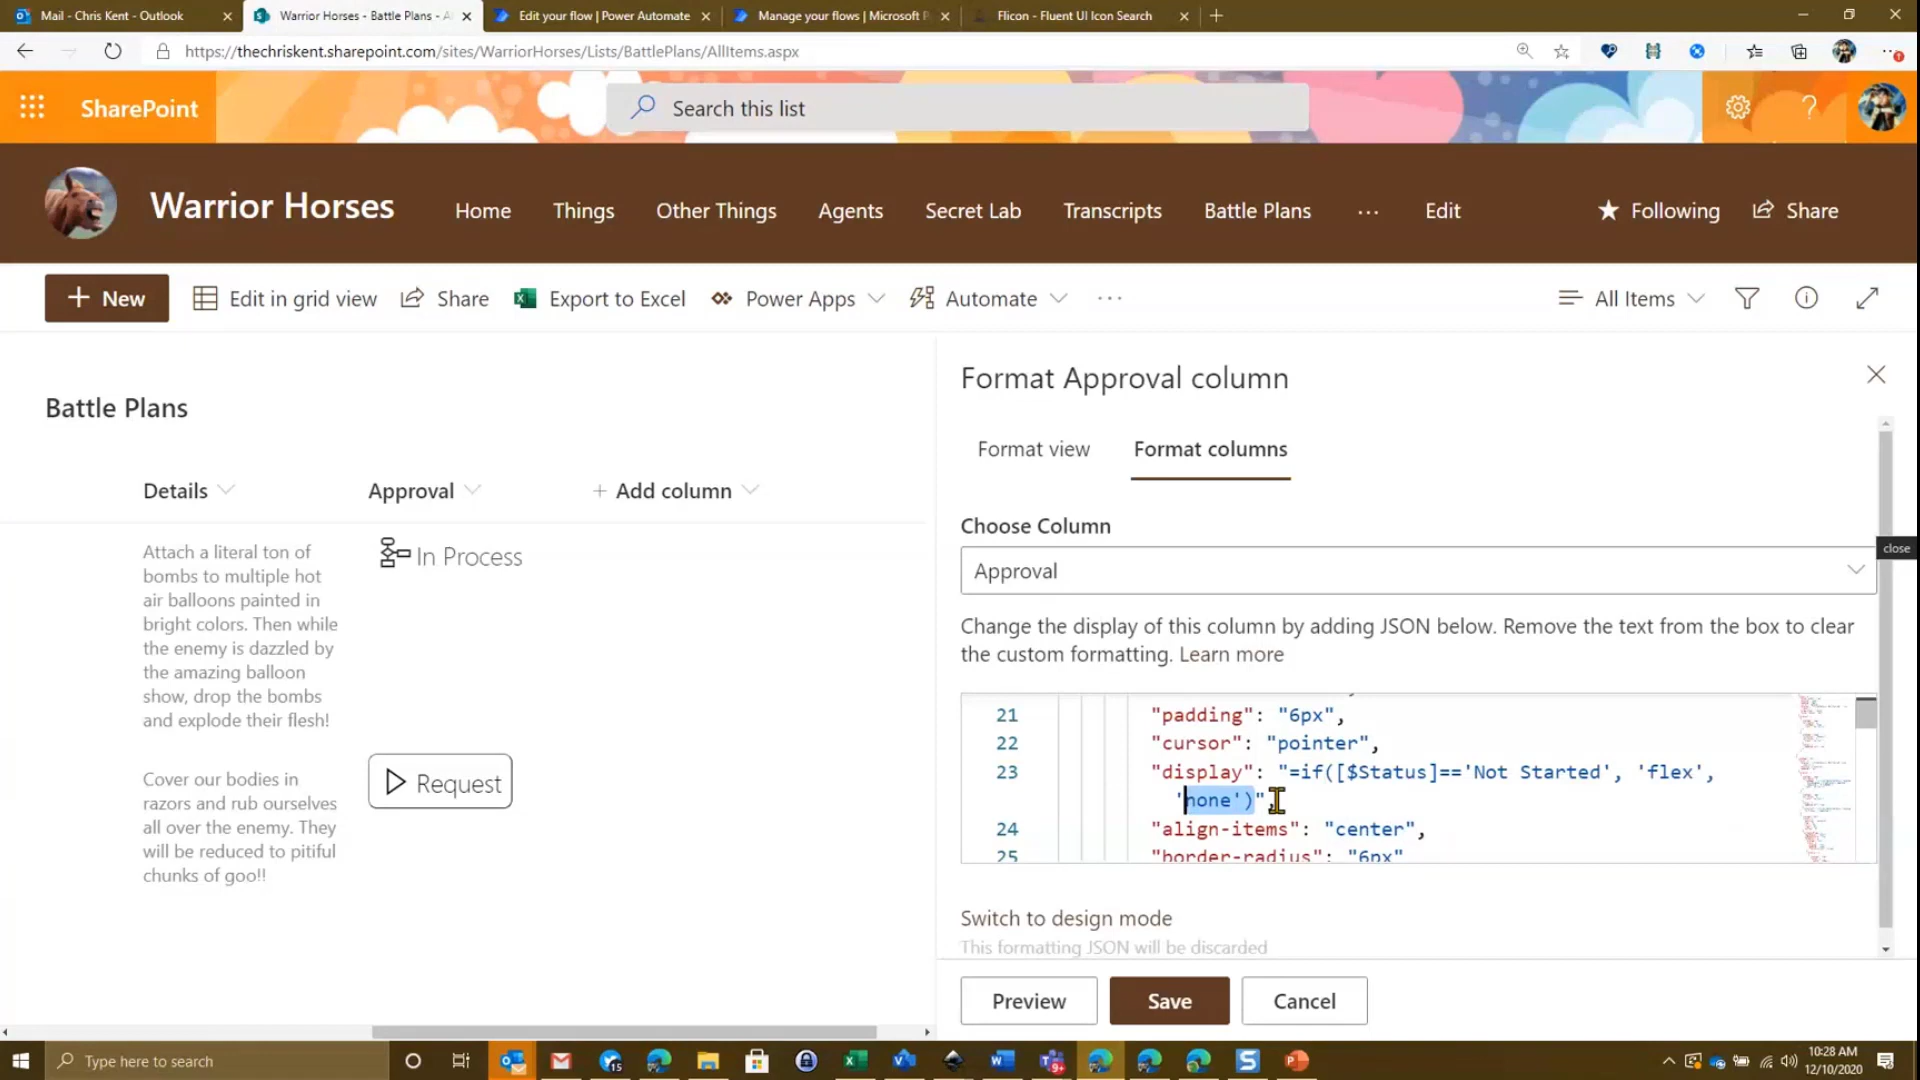 Mail - Chris Kent - Outlook
Warrior Horses - Battle Plans - A
Edit your flow | Power Automate
Manage your flows | Microsoft P
Flicon - Fluent UI Icon Search
https://thechriskent.sharepoint.com/sites/WarriorHorses/Lists/BattlePlans/AllItems.aspx
SharePoint
Search this list
Warrior Horses
Home
Things
Other Things
Agents
Secret Lab
Transcripts
Battle Plans
Edit
Following
Share
New
Edit in grid view
Share
Export to Excel
Power Apps
Automate
All Items
Battle Plans
Details
Approval
Add column
Attach a literal ton of
bombs to multiple hot
air balloons painted in
bright colors. Then while
the enemy is dazzled by
the amazing balloon
show, drop the bombs
and explode their flesh!
In Process
Cover our bodies in
razors and rub ourselves
all over the enemy. They
will be reduced to pitiful
chunks of goo!!
Request
Format Approval column
Format view
Format columns
Choose Column
close
Approval
Change the display of this column by adding JSON below. Remove the text from the box to clear
the custom formatting. Learn more
21 "padding": "6px",
22 "cursor": "pointer",
23 "display": "=if([$Status]=='Not Started', 'flex',
'none')",
24 "align-items": "center",
25 "border-radius": "6px"
Switch to design mode
This formatting JSON will be discarded
Preview
Save
Cancel
Type here to search
15
9+
10:28 AM
12/10/2020